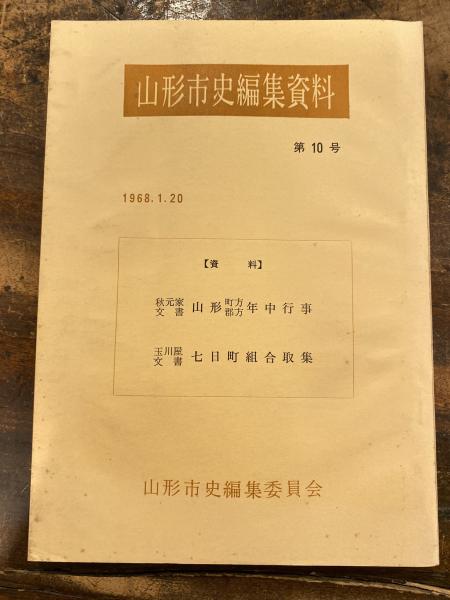 山形市史編集資料
第10号
1968.1.20
【資 料】
秋元家文書 山形町方郡方年中行事
玉川屋文書 七日町組合取集
山形市史編集委員会